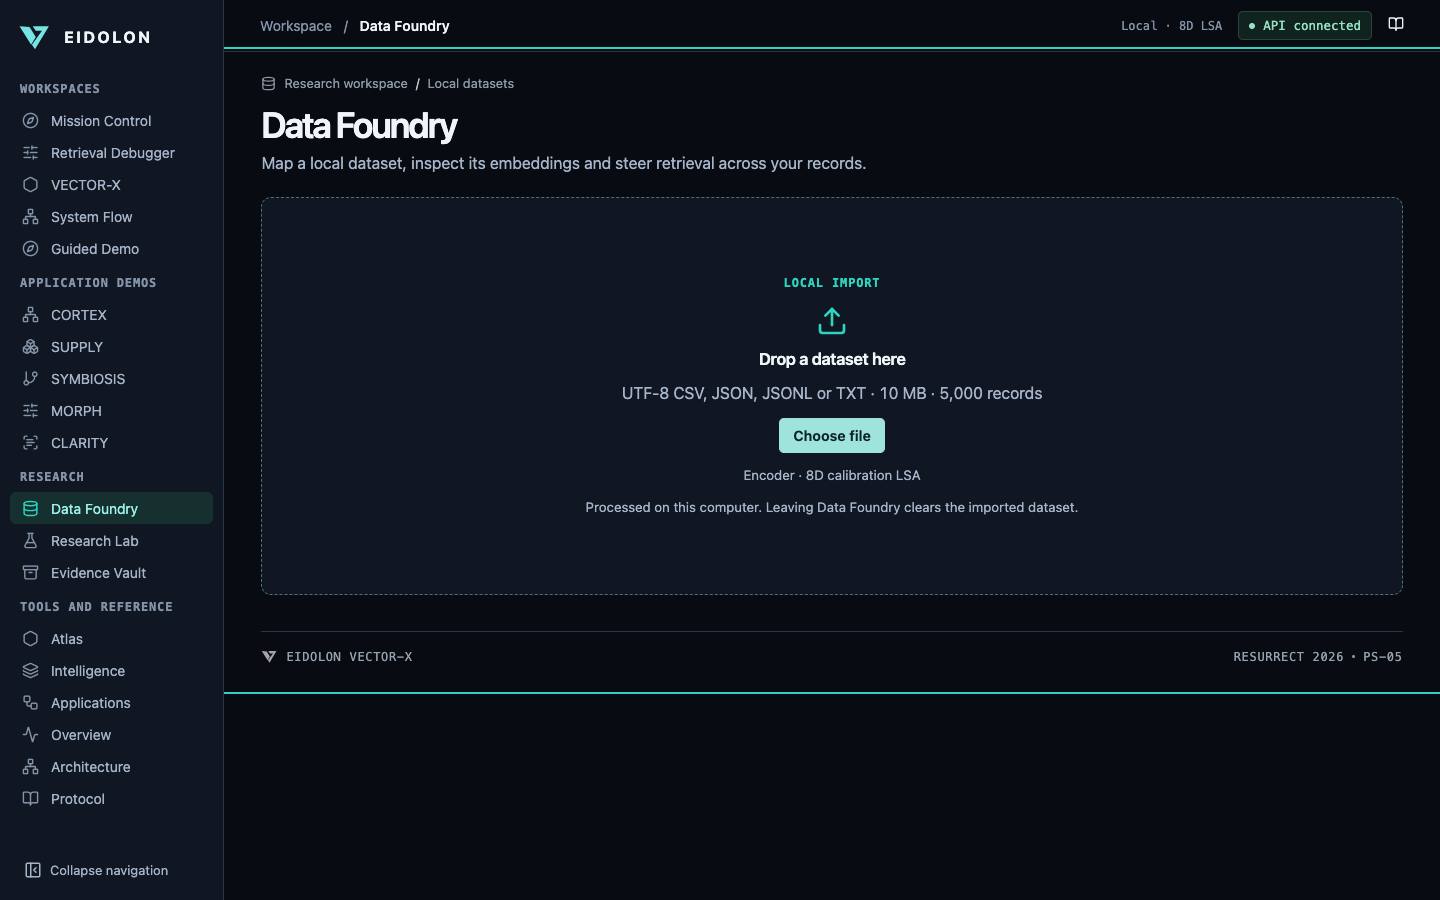 EIDOLON
WORKSPACES
Mission Control
Retrieval Debugger
VECTOR-X
System Flow
Guided Demo
APPLICATION DEMOS
CORTEX
SUPPLY
SYMBIOSIS
MORPH
CLARITY
RESEARCH
Data Foundry
Research Lab
Evidence Vault
TOOLS AND REFERENCE
Atlas
Intelligence
Applications
Overview
Architecture
Protocol
Collapse navigation
Workspace / Data Foundry
Local · 8D LSA
API connected
Research workspace / Local datasets
Data Foundry
Map a local dataset, inspect its embeddings and steer retrieval across your records.
LOCAL IMPORT
Drop a dataset here
UTF-8 CSV, JSON, JSONL or TXT · 10 MB · 5,000 records
Choose file
Encoder · 8D calibration LSA
Processed on this computer. Leaving Data Foundry clears the imported dataset.
EIDOLON VECTOR-X
RESURRECT 2026 • PS-05